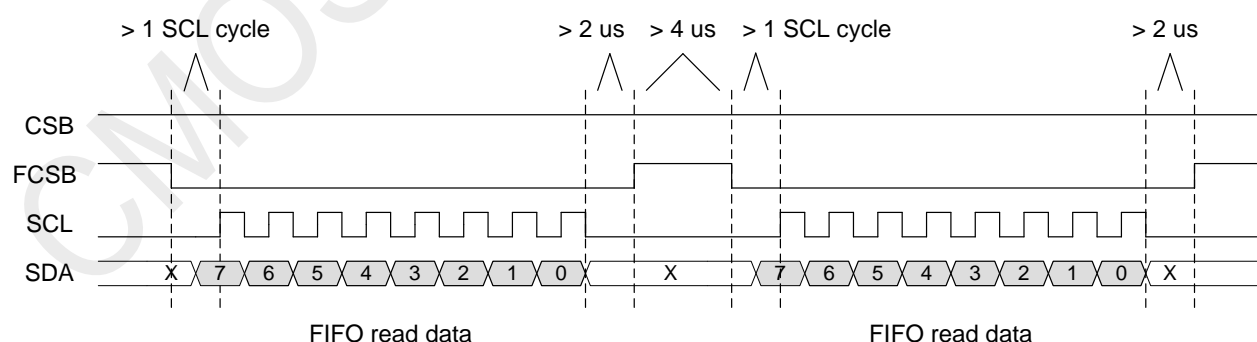 > 1 SCL cycle > 2 us > 4 us > 1 SCL cycle > 2 us
CSB
FCSB
SCL
SDA X 7 6 5 4 3 2 1 0 X 7 6 5 4 3 2 1 0 X
FIFO read data FIFO read data
CMOS